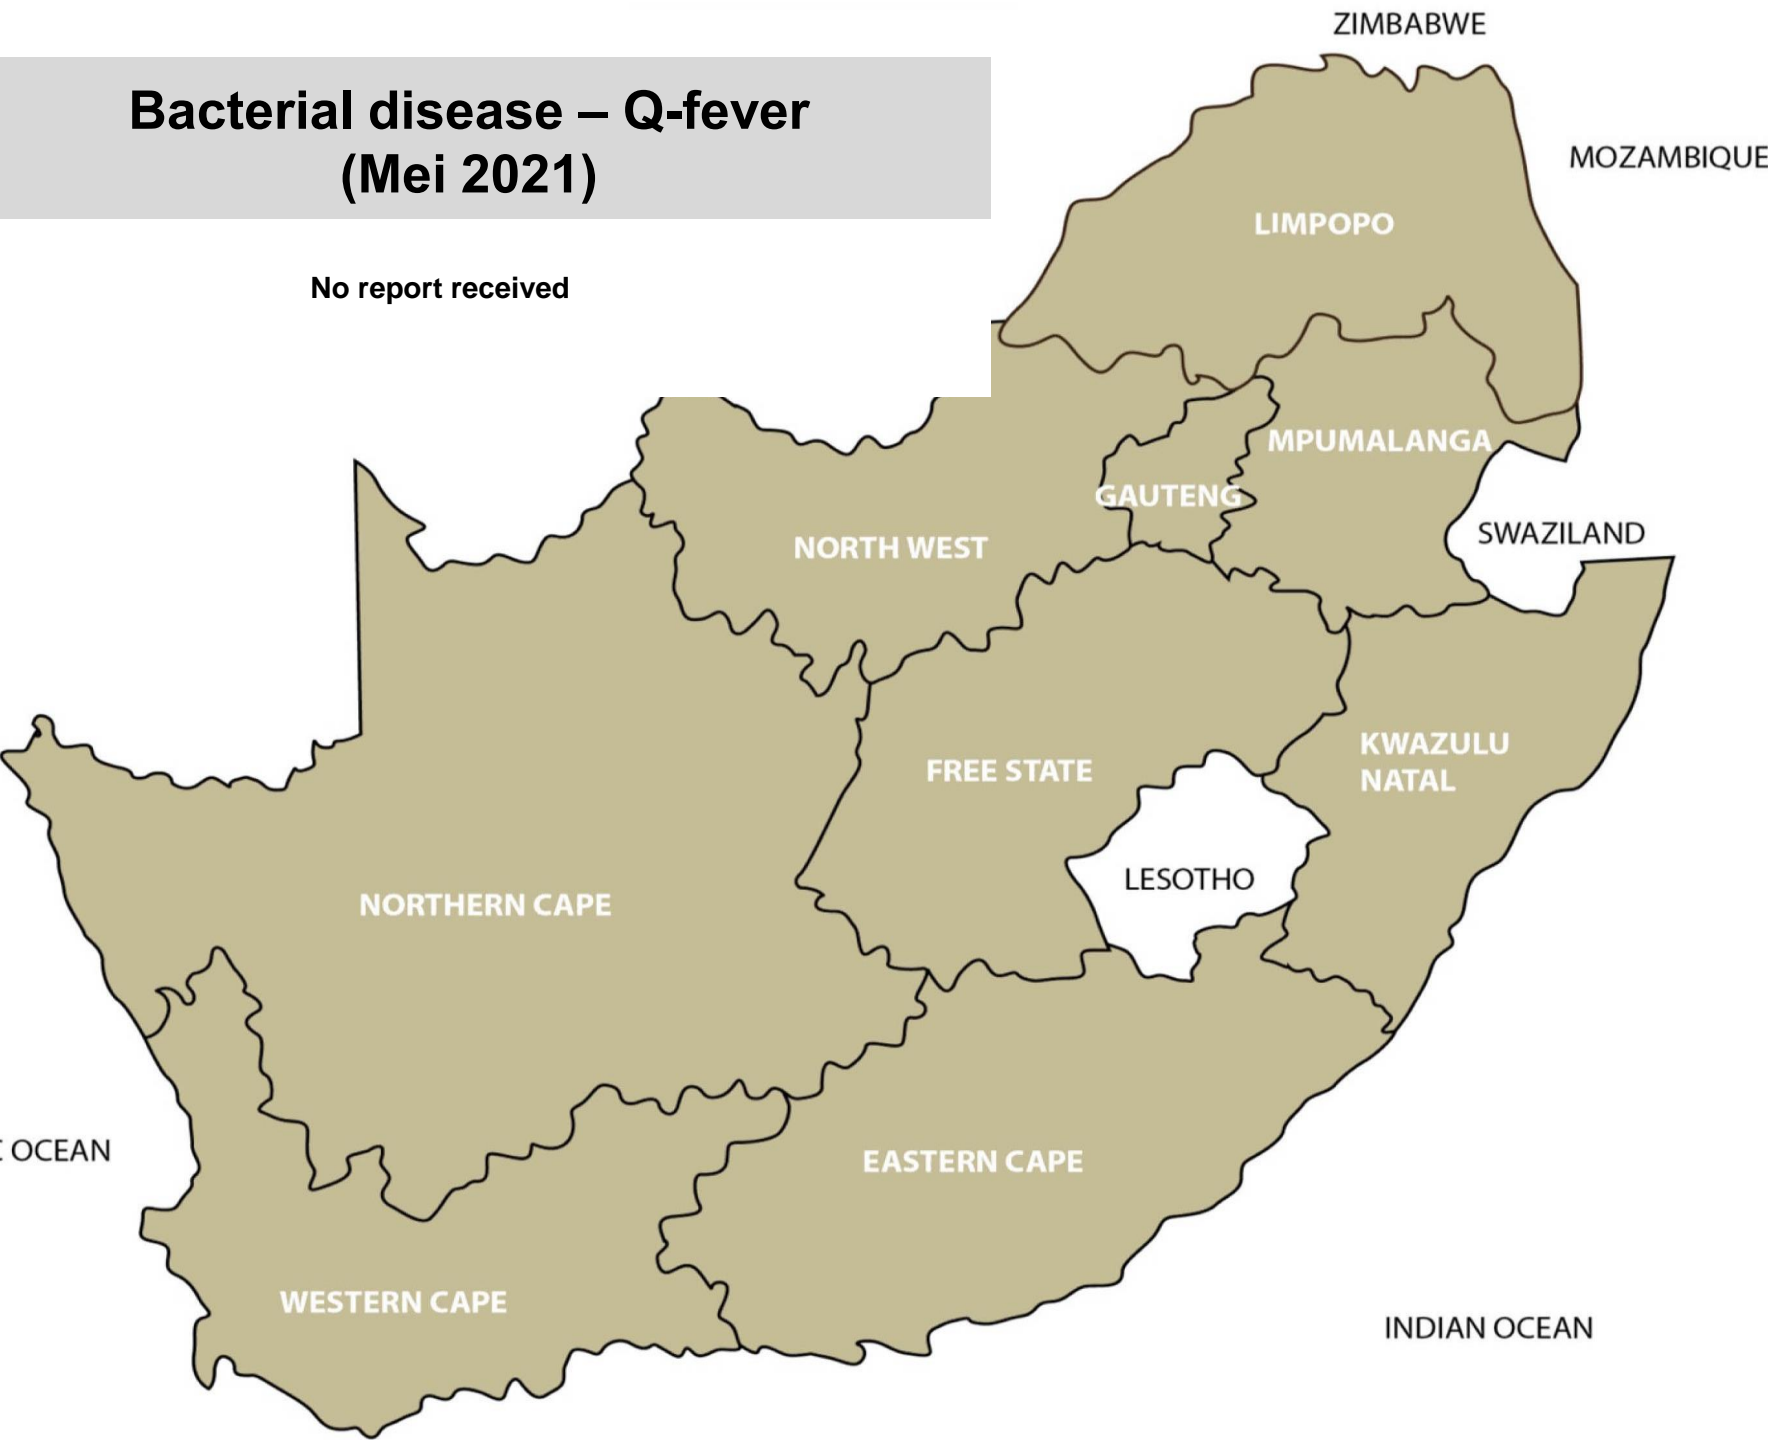 ZIMBABWE
Bacterial disease – Q-fever
(Mei 2021)
MOZAMBIQUE
LIMPOPO
No report received
MPUMALANGA
GAUTENG
SWAZILAND
NORTH WEST
KWAZULU
NATAL
FREE STATE
LESOTHO
NORTHERN CAPE
OCEAN
EASTERN CAPE
WESTERN CAPE
INDIAN OCEAN